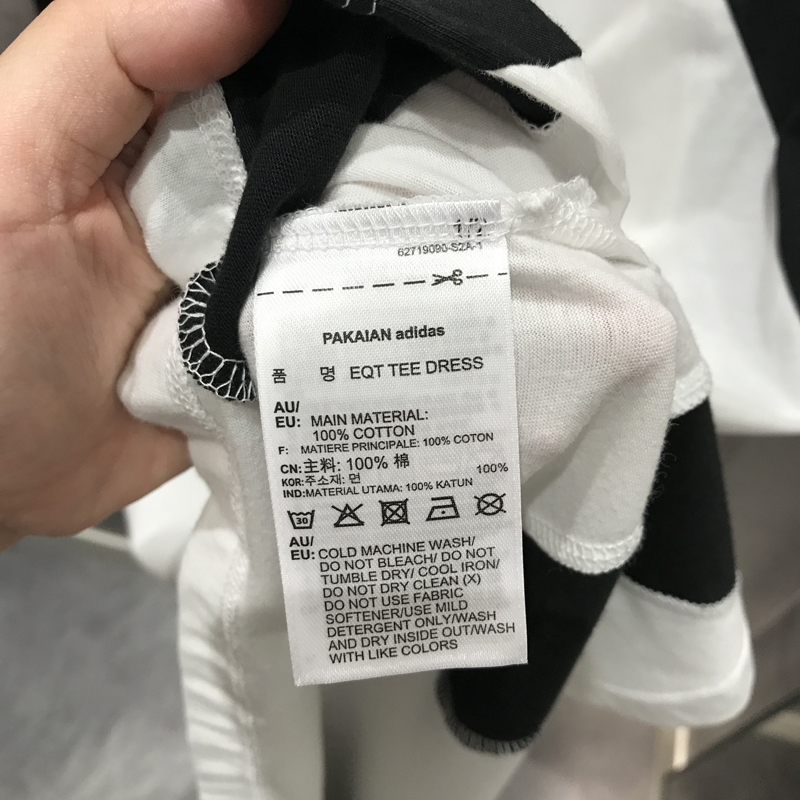 62719090-S2A-1
PAKAIAN adidas
품 명 EQT TEE DRESS
AU/
EU: MAIN MATERIAL:
100% COTTON
F: MATIERE PRINCIPALE: 100% COTON
CN:主料: 100% 棉
KOR:주소재: 면 100%
IND:MATERIAL UTAMA: 100% KATUN
30
AU/
EU: COLD MACHINE WASH/
DO NOT BLEACH/ DO NOT
TUMBLE DRY/ COOL IRON/
DO NOT DRY CLEAN (X)
DO NOT USE FABRIC
SOFTENER/USE MILD
DETERGENT ONLY/WASH
AND DRY INSIDE OUT/WASH
WITH LIKE COLORS